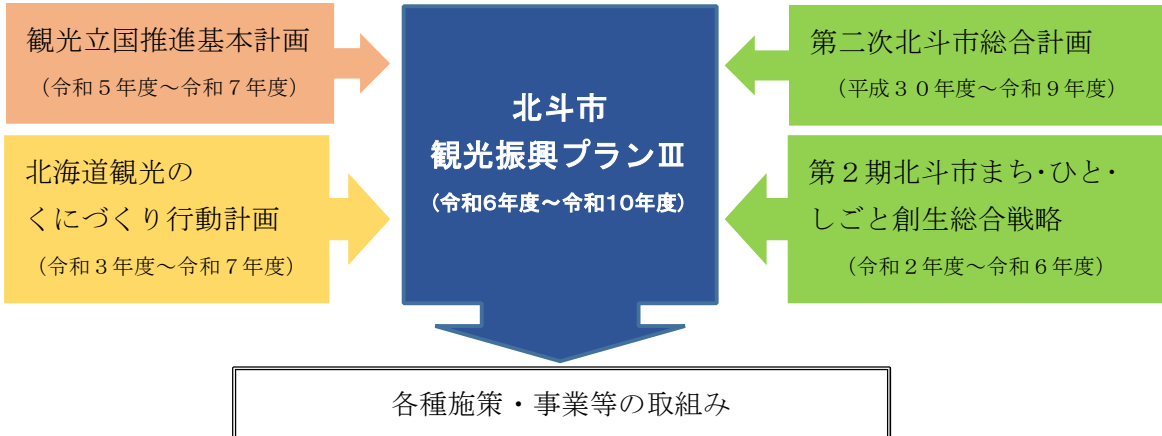 観光立国推進基本計画
（令和５年度～令和７年度）
北海道観光の
くにづくり行動計画
（令和３年度～令和７年度）
北斗市
観光振興プランⅢ
（令和6年度～令和10年度）
第二次北斗市総合計画
（平成３０年度～令和９年度）
第２期北斗市まち・ひと・
しごと創生総合戦略
（令和２年度～令和６年度）
各種施策・事業等の取組み